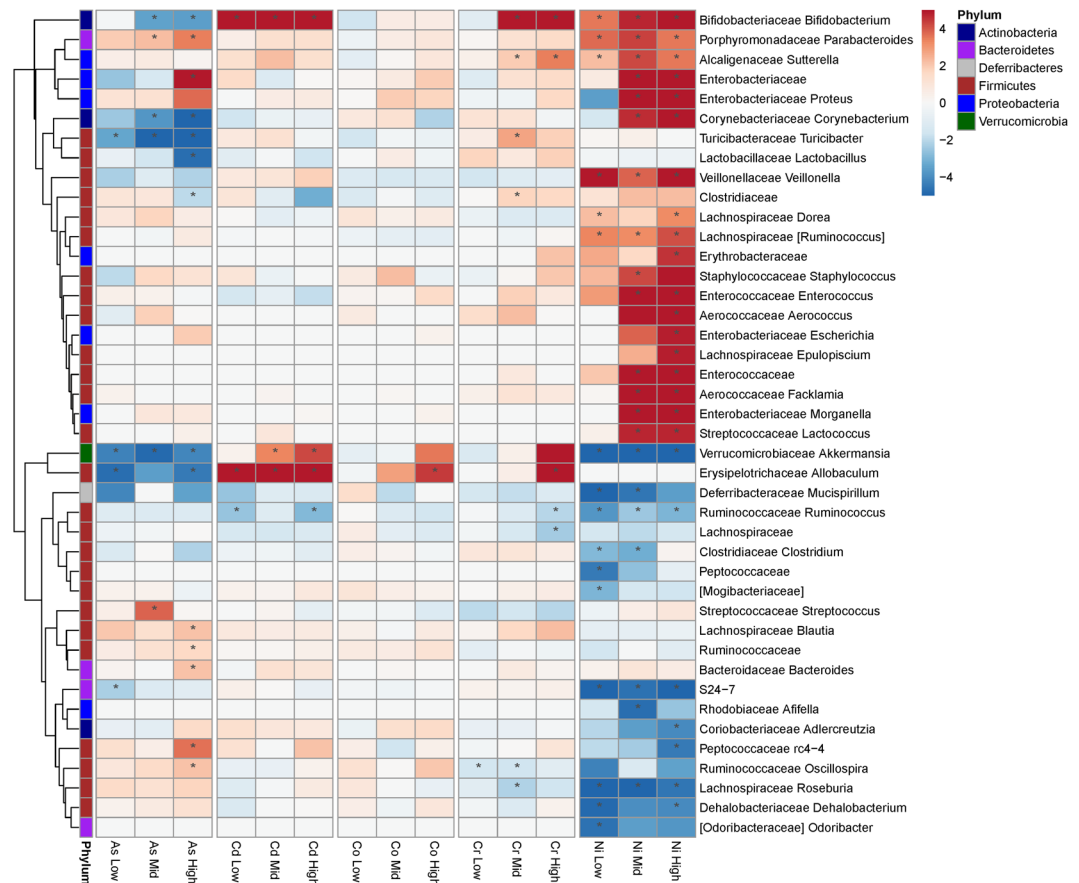 Bifidobacteriaceae Bifidobacterium
Porphyromonadaceae Parabacteroides
Alcaligenaceae Sutterella
Enterobacteriaceae
Enterobacteriaceae Proteus
Corynebacteriaceae Corynebacterium
Turicibacteraceae Turicibacter
Lactobacillaceae Lactobacillus
Veillonellaceae Veillonella
Clostridiaceae
Lachnospiraceae Dorea
Lachnospiraceae [Ruminococcus]
Erythrobacteraceae
Staphylococcaceae Staphylococcus
Enterococcaceae Enterococcus
Aerococcaceae Aerococcus
Enterobacteriaceae Escherichia
Lachnospiraceae Epulopiscium
Enterococcaceae
Aerococcaceae Facklamia
Enterobacteriaceae Morganella
Streptococcaceae Lactococcus
Verrucomicrobiaceae Akkermansia
Erysipelotrichaceae Allobaculum
Deferribacteraceae Mucispirillum
Ruminococcaceae Ruminococcus
Lachnospiraceae
Clostridiaceae Clostridium
Peptococcaceae
[Mogibacteriaceae]
Streptococcaceae Streptococcus
Lachnospiraceae Blautia
Ruminococcaceae
Bacteroidaceae Bacteroides
S24−7
Rhodobiaceae Afifella
Coriobacteriaceae Adlercreutzia
Peptococcaceae rc4−4
Ruminococcaceae Oscillospira
Lachnospiraceae Roseburia
Dehalobacteriaceae Dehalobacterium
[Odoribacteraceae] Odoribacter
4
2
0
−2
−4
Phylum
Actinobacteria
Bacteroidetes
Deferribacteres
Firmicutes
Proteobacteria
Verrucomicrobia
Phylum
As Low
As Mid
As High
Cd Low
Cd Mid
Cd High
Co Low
Co Mid
Co High
Cr Low
Cr Mid
Cr High
Ni Low
Ni Mid
Ni High